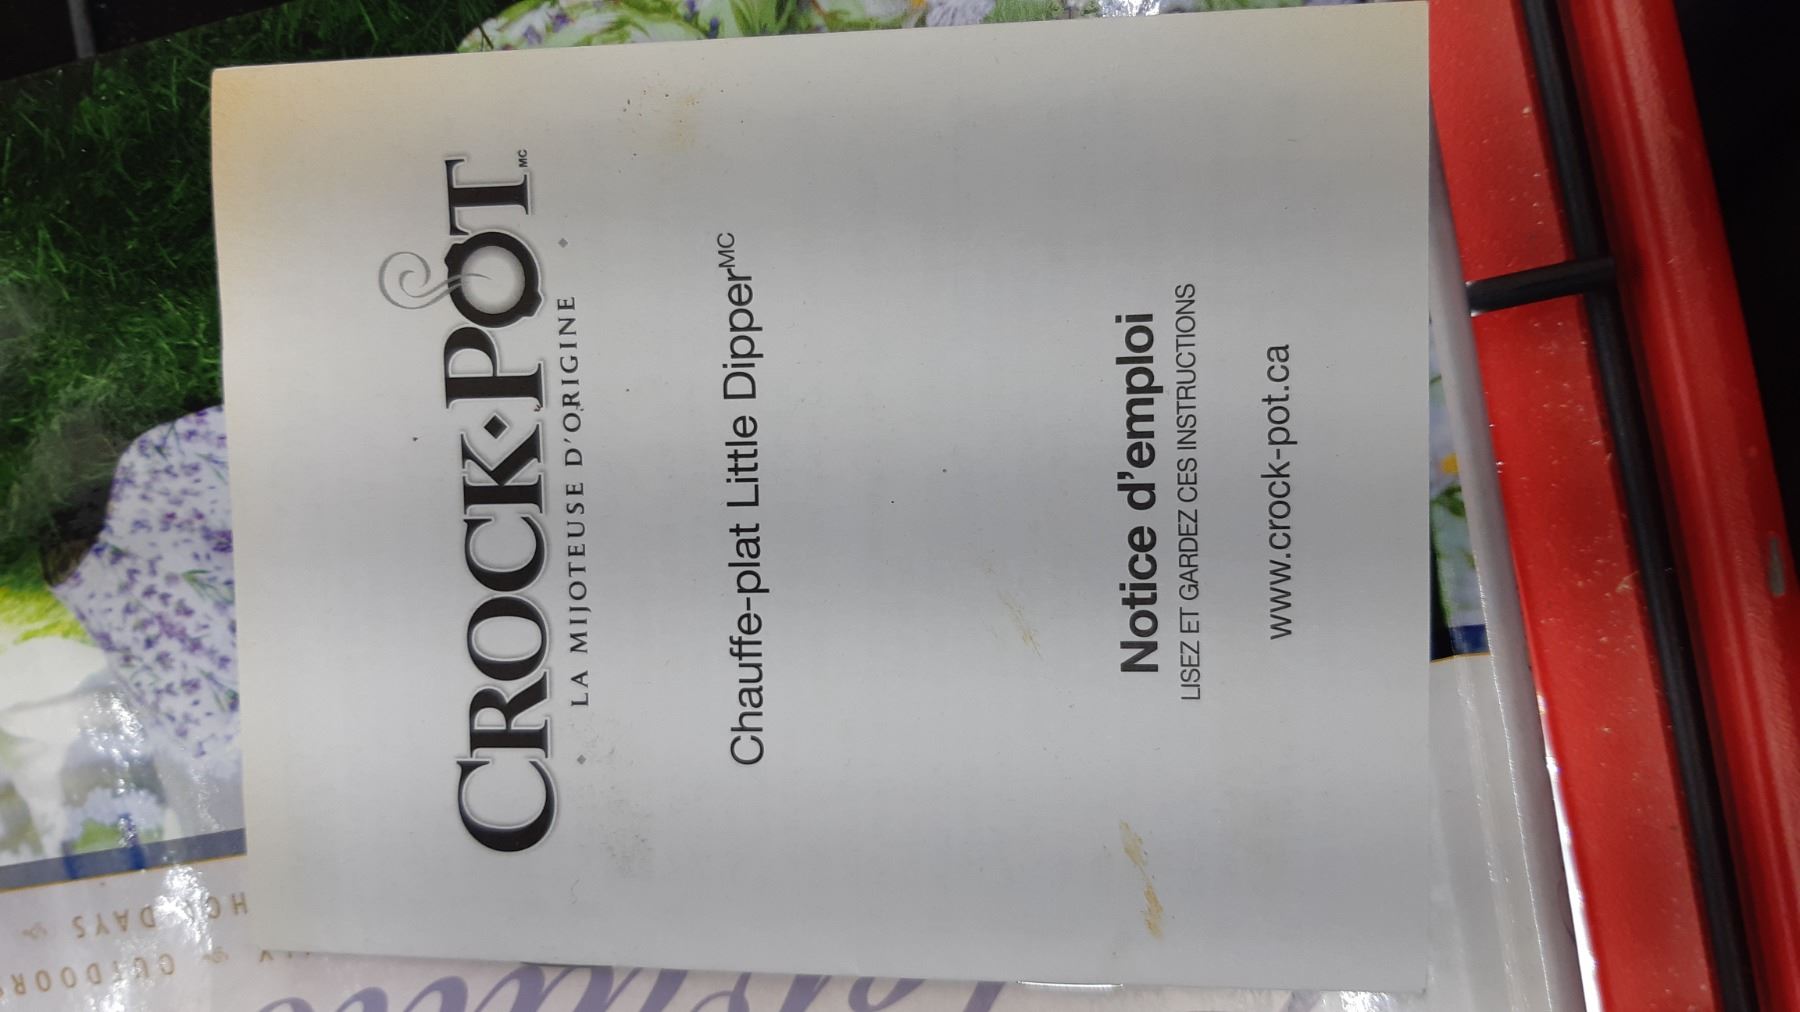 CROCK·POT MC
LA MIJOTEUSE D'ORIGINE
Chauffe-plat Little Dipper MC
Notice d'emploi
LISEZ ET GARDEZ CES INSTRUCTIONS
www.crock-pot.ca
DAYS
OUTDOORS